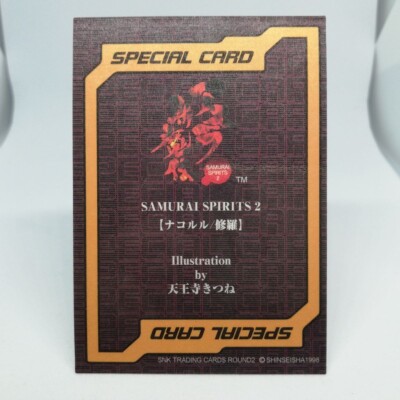 SPECIAL CARD
SAMURAI SPIRITS
2
TM
SAMURAI SPIRITS 2
【ナコルル/修羅】
Illustration
by
天王寺きつね
SPECIAL CARD
SNK TRADING CARDS ROUND2 © SHINSEISHA1998